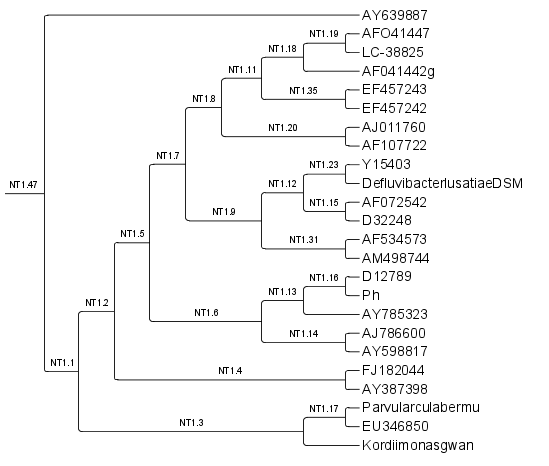 AY639887
NT1.19
AFO41447
NT1.18
LC-38825
NT1.11
AF041442g
NT1.35
EF457243
NT1.8
EF457242
NT1.20
AJ011760
AF107722
NT1.7
NT1.23
Y15403
NT1.47
NT1.12
DefluvibacterlusatiaeDSM
NT1.15
AF072542
NT1.9
D32248
NT1.5
NT1.31
AF534573
AM498744
NT1.16
D12789
NT1.13
Ph
NT1.2
NT1.6
AY785323
NT1.14
AJ786600
AY598817
NT1.1
NT1.4
FJ182044
AY387398
NT1.17
Parvularculabermu
NT1.3
EU346850
Kordiimonasgwan